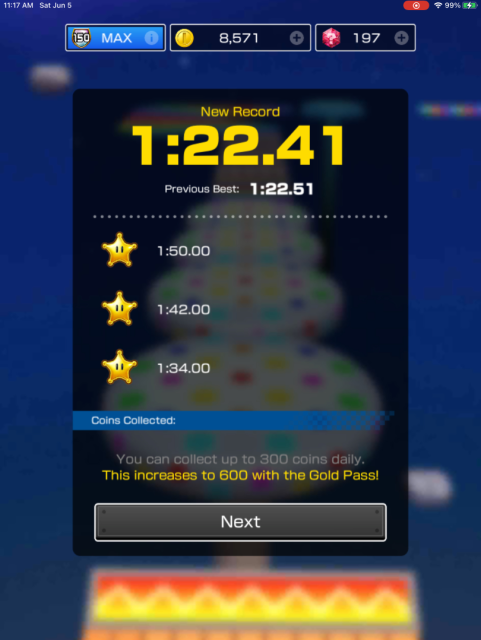 11:17 AM Sat Jun 5
99%
150 MAX i 8,571 + 197 +
New Record
1:22.41
Previous Best: 1:22.51
1:50.00
1:42.00
1:34.00
Coins Collected:
You can collect up to 300 coins daily.
This increases to 600 with the Gold Pass!
Next